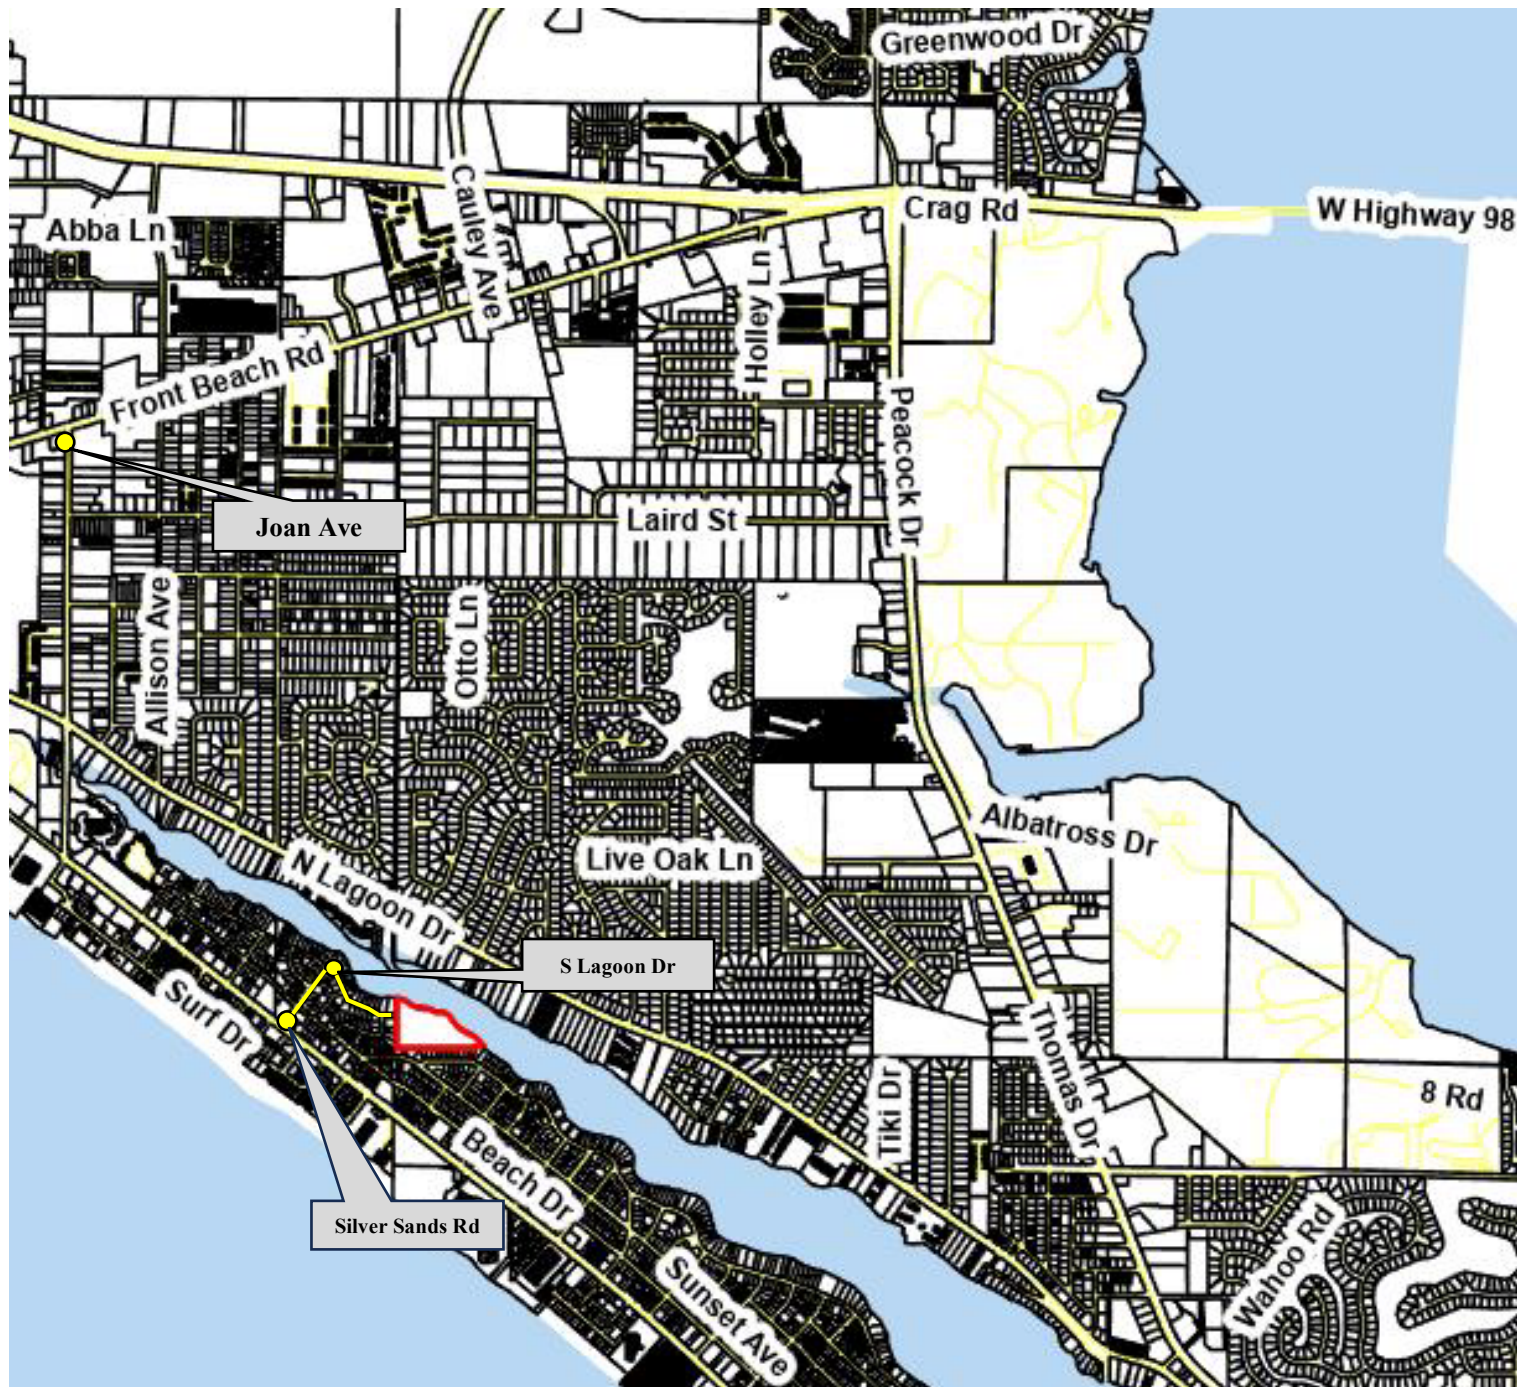 Greenwood Dr
Cauley Ave
Crag Rd
W Highway 98
Abba Ln
Holley Ln
Front Beach Rd
Peacock Dr
Joan Ave
Laird St
Allison Ave
Otto Ln
Albatross Dr
Live Oak Ln
N Lagoon Dr
S Lagoon Dr
Surf Dr
Thomas Dr
Tiki Dr
8 Rd
Beach Dr
Silver Sands Rd
Wahoo Rd
Sunset Ave